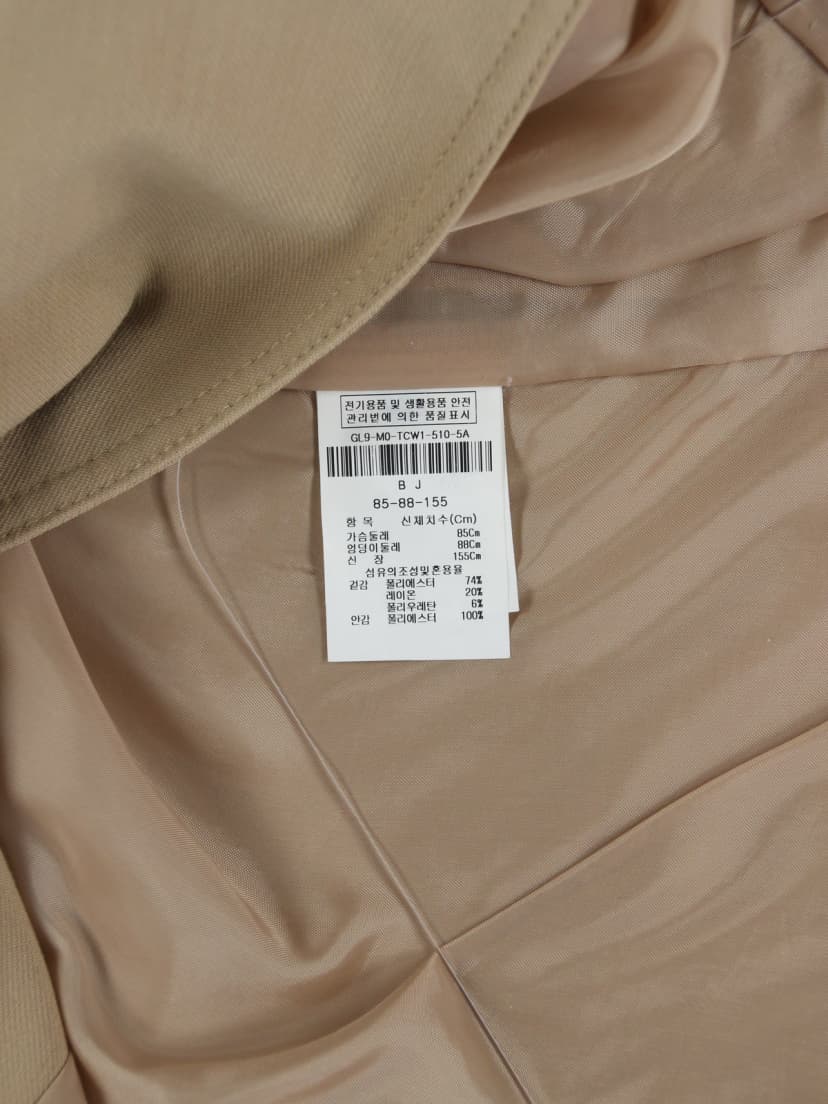 전기용품 및 생활용품 안전
관리법에 의한 품질표시
GL9-MO-TCW1-510-5A
B J
85-88-155
항 목 신체치수(Cm)
가슴둘레 85Cm
엉덩이둘레 88Cm
신 장 155Cm
섬유의조성및혼용율
겉감 폴리에스터 74%
레이온 20%
폴리우레탄 6%
안감 폴리에스터 100%